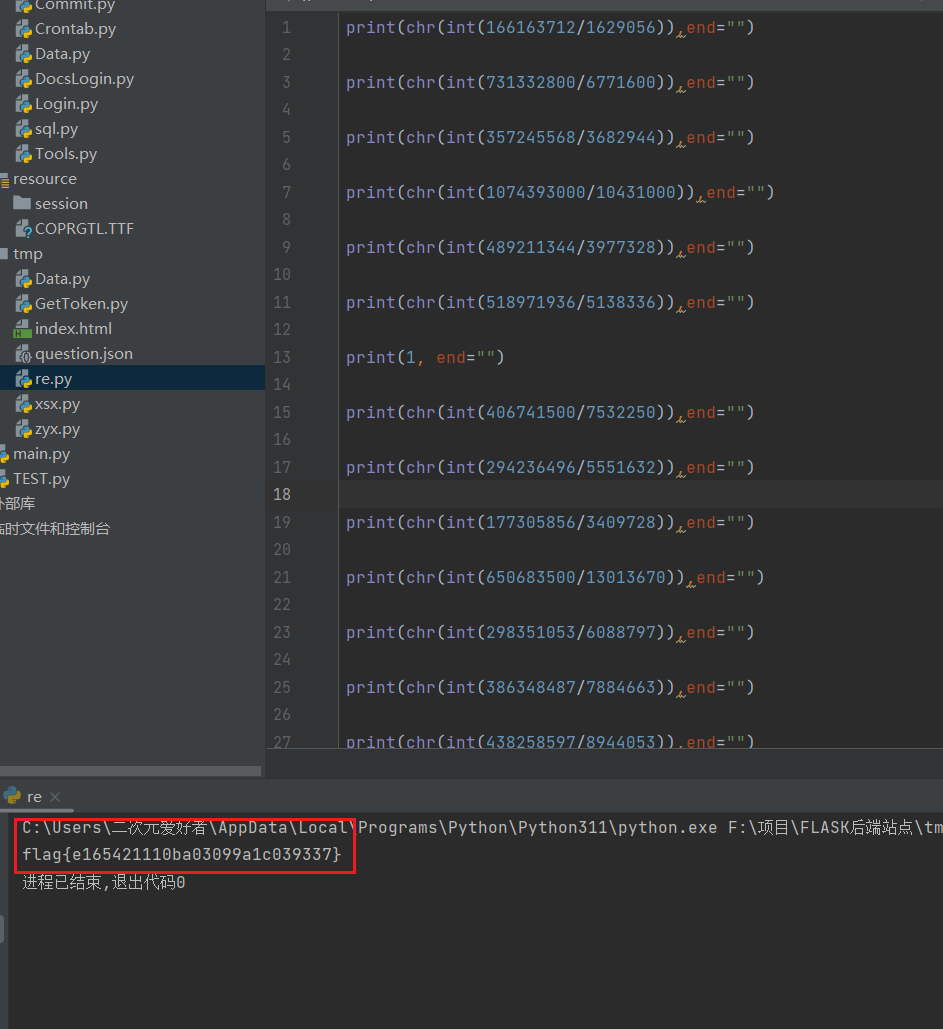 Commit.py
Crontab.py
Data.py
DocsLogin.py
Login.py
sql.py
Tools.py
resource
session
COPRGTL.TTF
tmp
Data.py
GetToken.py
index.html
question.json
re.py
xsx.py
zyx.py
main.py
TEST.py
部库
时文件和控制台
1 print(chr(int(166163712/1629056)),end="")
2
3 print(chr(int(731332800/6771600)),end="")
4
5 print(chr(int(357245568/3682944)),end="")
6
7 print(chr(int(1074393000/10431000)),end="")
8
9 print(chr(int(489211344/3977328)),end="")
10
11 print(chr(int(518971936/5138336)),end="")
12
13 print(1, end="")
14
15 print(chr(int(406741500/7532250)),end="")
16
17 print(chr(int(294236496/5551632)),end="")
18
19 print(chr(int(177305856/3409728)),end="")
20
21 print(chr(int(650683500/13013670)),end="")
22
23 print(chr(int(298351053/6088797)),end="")
24
25 print(chr(int(386348487/7884663)),end="")
26
27 print(chr(int(438258597/8944053)),end="")
re
C:\Users\二次元爱好者\AppData\Local\Programs\Python\Python311\python.exe F:\项目\FLASK后端站点\tm
flag{e165421110ba03099a1c039337}
进程已结束,退出代码0